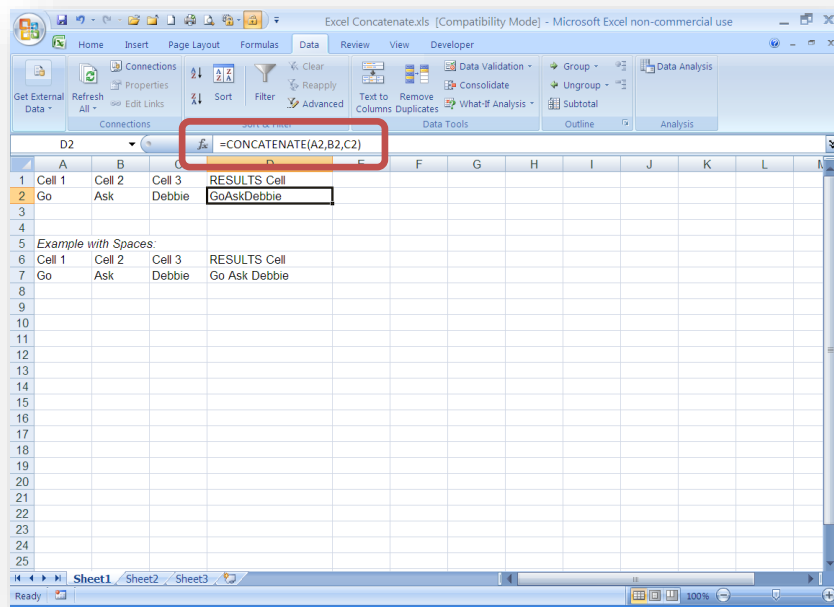 Excel Concatenate.xls [Compatibility Mode] - Microsoft Excel non-commercial use
Home Insert Page Layout Formulas Data Review View Developer
Get External Data
Refresh All
Connections
Properties
Edit Links
Connections
Sort
Filter
Clear
Reapply
Advanced
Text to Columns
Remove Duplicates
Data Validation
Consolidate
What-If Analysis
Data Tools
Group
Ungroup
Subtotal
Outline
Data Analysis
Analysis
D2 fx =CONCATENATE(A2,B2,C2)
A B C D E F G H I J K L
1 Cell 1 Cell 2 Cell 3 RESULTS Cell
2 Go Ask Debbie GoAskDebbie
3
4
5 Example with Spaces:
6 Cell 1 Cell 2 Cell 3 RESULTS Cell
7 Go Ask Debbie Go Ask Debbie
8
9
10
11
12
13
14
15
16
17
18
19
20
21
22
23
24
25
Sheet1 Sheet2 Sheet3
Ready 100%